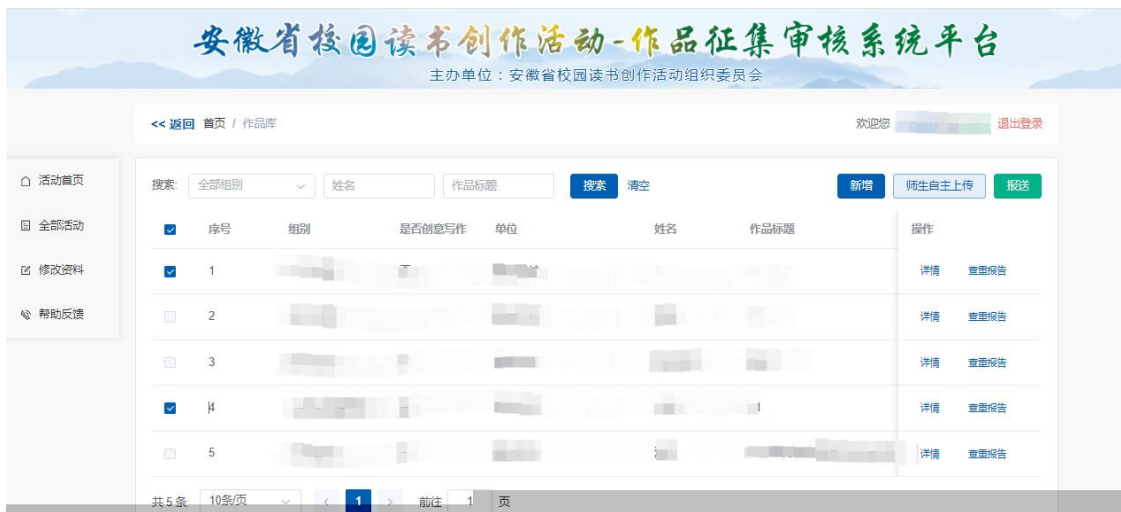 安徽省校园读书创作活动-作品征集审核系统平台
主办单位：安徽省校园读书创作活动组织委员会
<< 返回 首页 / 作品库 欢迎您 退出登录
活动首页
全部活动
修改资料
帮助反馈
搜索: 全部组别 姓名 作品标题 搜索 清空 新增 师生自主上传 报送
序号 组别 是否创意写作 单位 姓名 作品标题 操作
1 详情 查重报告
2 详情 查重报告
3 详情 查重报告
4 详情 查重报告
5 详情 查重报告
共 5 条 10条/页 < 1 > 前往 1 页